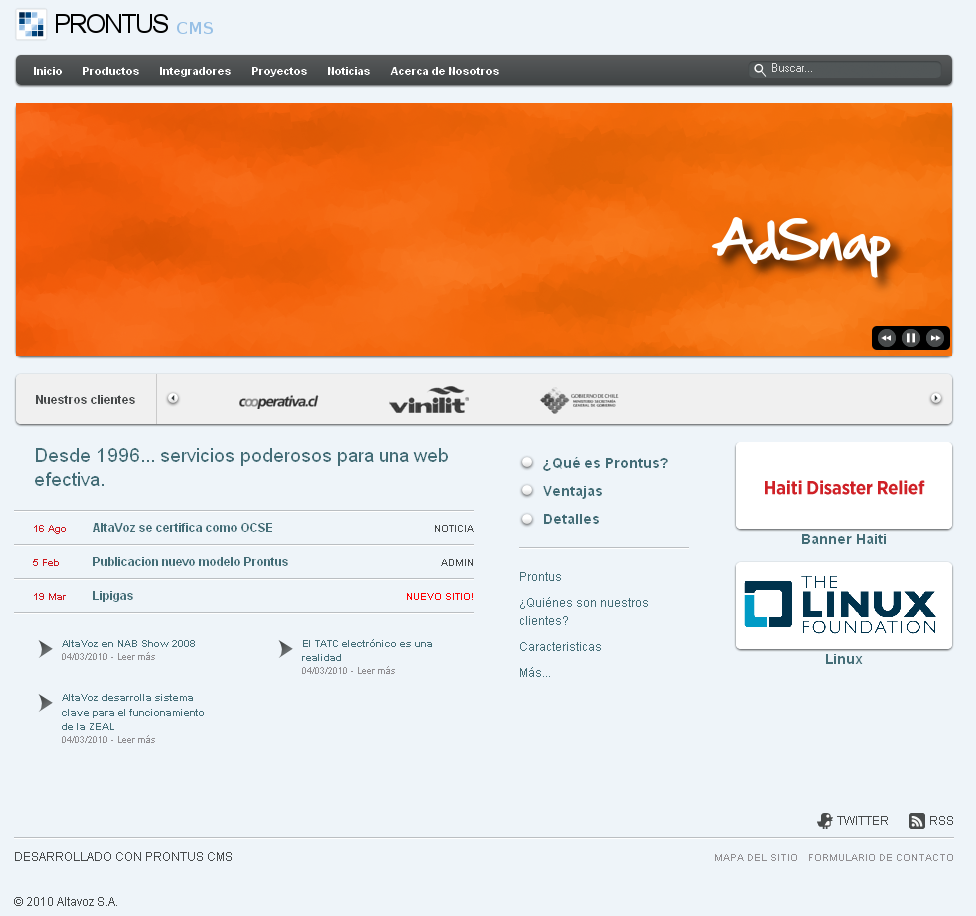 PRONTUS CMS
Inicio Productos Integradores Proyectos Noticias Acerca de Nosotros Buscar...
AdSnap
Nuestros clientes cooperativa.cl vinilit GOBIERNO DE CHILE
MINISTERIO SECRETARÍA
GENERAL DE GOBIERNO
Desde 1996... servicios poderosos para una web
efectiva.
16 Ago AltaVoz se certifica como OCSE NOTICIA
5 Feb Publicacion nuevo modelo Prontus ADMIN
19 Mar Lipigas NUEVO SITIO!
AltaVoz en NAB Show 2008
04/03/2010 - Leer más
El TATC electrónico es una
realidad
04/03/2010 - Leer más
AltaVoz desarrolla sistema
clave para el funcionamiento
de la ZEAL
04/03/2010 - Leer más
¿Qué es Prontus?
Ventajas
Detalles
Prontus
¿Quiénes son nuestros
clientes?
Caracteristicas
Más...
Haiti Disaster Relief
Banner Haiti
THE
LINUX
FOUNDATION
Linux
TWITTER RSS
DESARROLLADO CON PRONTUS CMS MAPA DEL SITIO FORMULARIO DE CONTACTO
© 2010 Altavoz S.A.